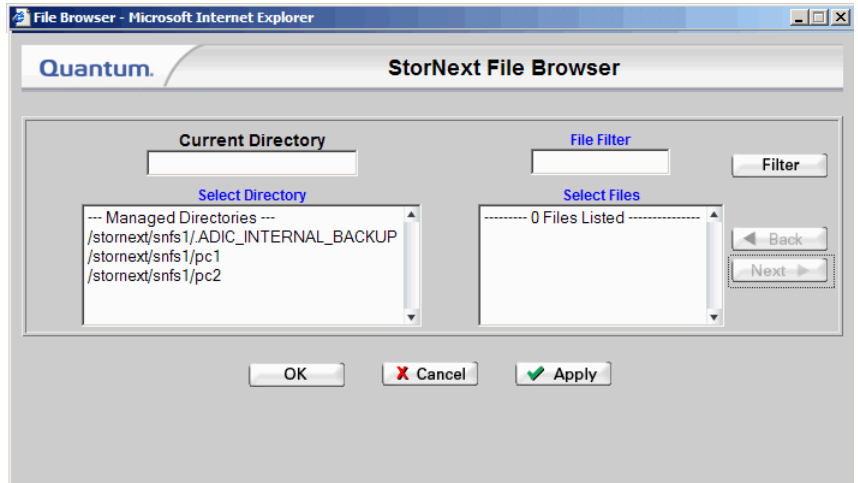 File Browser - Microsoft Internet Explorer
Quantum.
StorNext File Browser
Current Directory
File Filter
Filter
Select Directory
Select Files
--- Managed Directories ---
/stornext/snfs1/.ADIC_INTERNAL_BACKUP
/stornext/snfs1/pc1
/stornext/snfs1/pc2
--------- 0 Files Listed ---------------
Back
Next
OK
Cancel
Apply